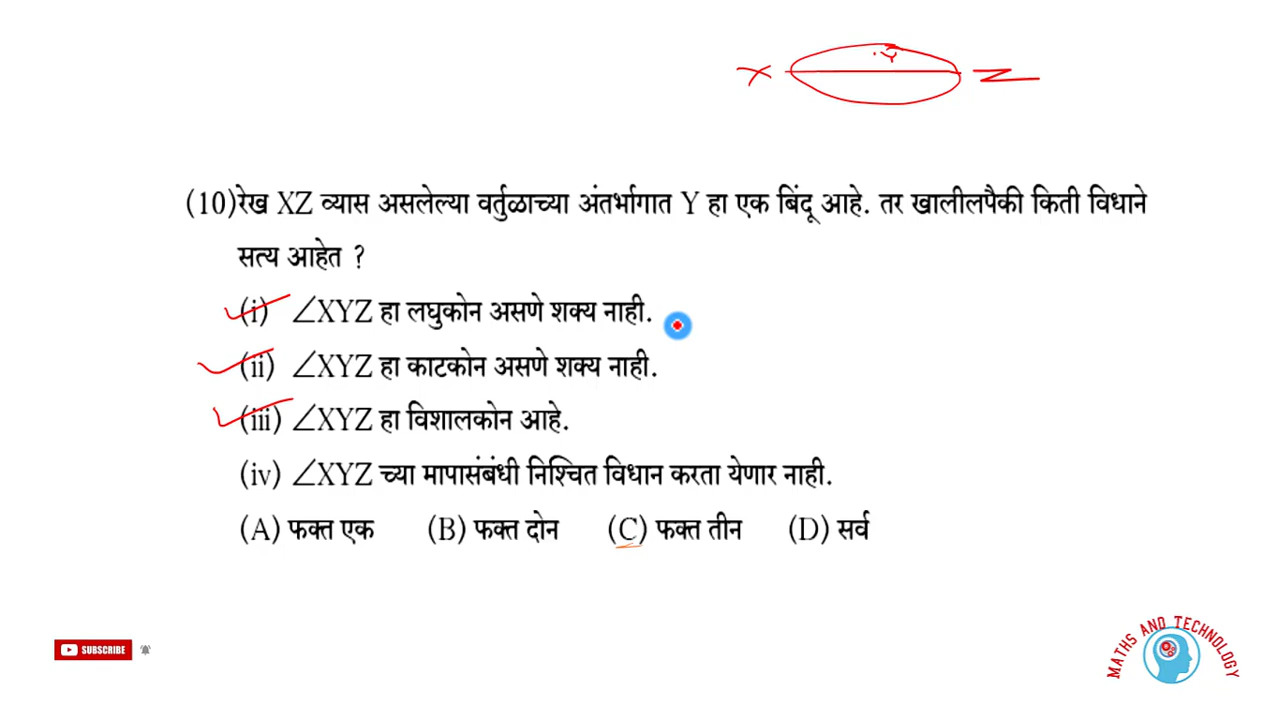 X Y Z
(10)रेख XZ व्यास असलेल्या वर्तुळाच्या अंतर्भागात Y हा एक बिंदू आहे. तर खालीलपैकी किती विधाने
सत्य आहेत ?
(i) ∠XYZ हा लघुकोन असणे शक्य नाही.
(ii) ∠XYZ हा काटकोन असणे शक्य नाही.
(iii) ∠XYZ हा विशालकोन आहे.
(iv) ∠XYZ च्या मापासंबंधी निश्चित विधान करता येणार नाही.
(A) फक्त एक (B) फक्त दोन (C) फक्त तीन (D) सर्व
SUBSCRIBE
MATHS AND TECHNOLOGY